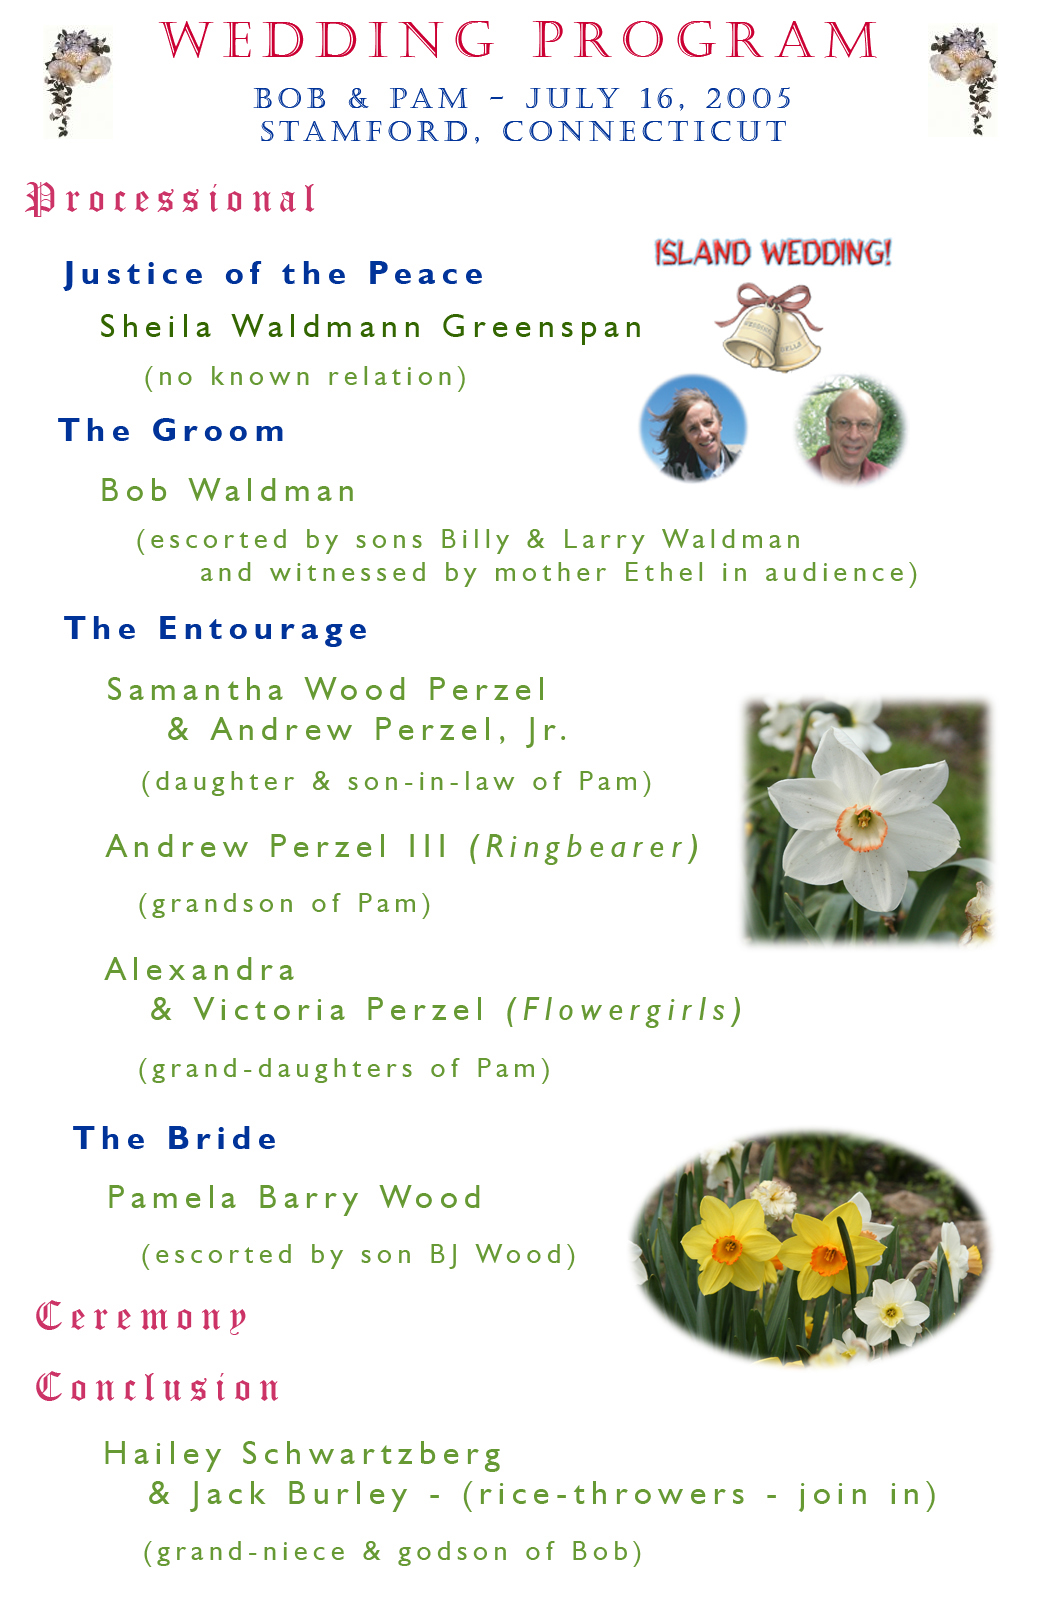 WEDDING PROGRAM
BOB & PAM – JULY 16, 2005
STAMFORD, CONNECTICUT
Processional
ISLAND WEDDING!
Justice of the Peace
Sheila Waldmann Greenspan
(no known relation)
The Groom
Bob Waldman
(escorted by sons Billy & Larry Waldman
and witnessed by mother Ethel in audience)
The Entourage
Samantha Wood Perzel
& Andrew Perzel, Jr.
(daughter & son-in-law of Pam)
Andrew Perzel III (Ringbearer)
(grandson of Pam)
Alexandra
& Victoria Perzel (Flowergirls)
(grand-daughters of Pam)
The Bride
Pamela Barry Wood
(escorted by son BJ Wood)
Ceremony
Conclusion
Hailey Schwartzberg
& Jack Burley - (rice-throwers - join in)
(grand-niece & godson of Bob)